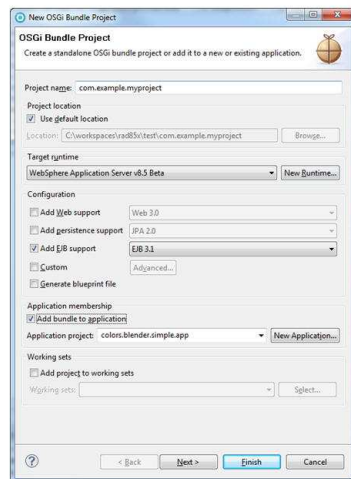 New OSGi Bundle Project
OSGi Bundle Project
Create a standalone OSGi bundle project or add it to a new or existing application.
Project name: com.example.myproject
Project location
Use default location
Location: C:\workspaces\rad85x\test\com.example.myproject Browse...
Target runtime
WebSphere Application Server v8.5 Beta New Runtime...
Configuration
Add Web support Web 3.0
Add persistence support JPA 2.0
Add EJB support EJB 3.1
Custom Advanced...
Generate blueprint file
Application membership
Add bundle to application
Application project: colors.blender.simple.app New Application...
Working sets
Add project to working sets
Working sets: Select...
? < Back Next > Finish Cancel